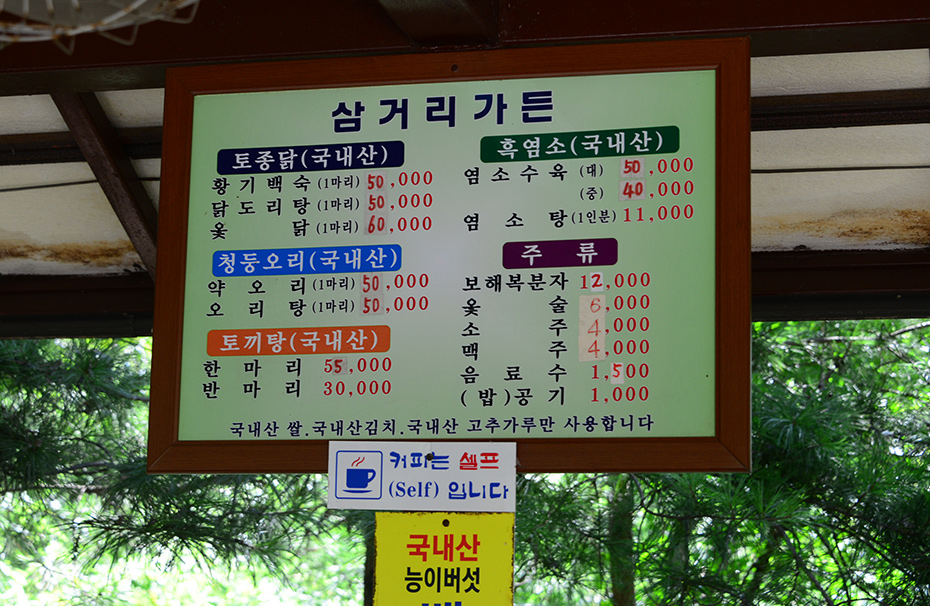 삼거리가든
토종닭(국내산)
황기백숙(1마리) 50,000
닭도리탕(1마리) 50,000
옻 닭(1마리) 60,000
청둥오리(국내산)
약오리(1마리) 50,000
오리탕(1마리) 50,000
토끼탕(국내산)
한마리 55,000
반마리 30,000
흑염소(국내산)
염소수육 (대) 50,000
(중) 40,000
염소탕(1인분) 11,000
주 류
보해복분자 12,000
옻 술 6,000
소 주 4,000
맥 주 4,000
음료수 1,500
(밥)공기 1,000
국내산 쌀.국내산김치.국내산 고추가루만 사용합니다
커피는 셀프
(Self) 입니다
국내산
능이버섯